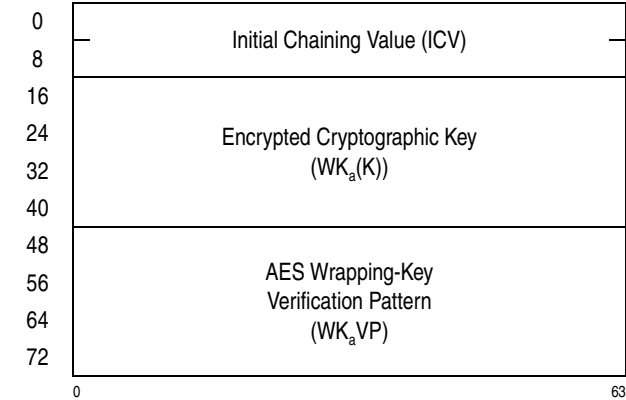 0
Initial Chaining Value (ICV)
8
16
24
Encrypted Cryptographic Key
32
(WKa(K))
40
48
56
AES Wrapping-Key
Verification Pattern
64
(WKaVP)
72
0 63